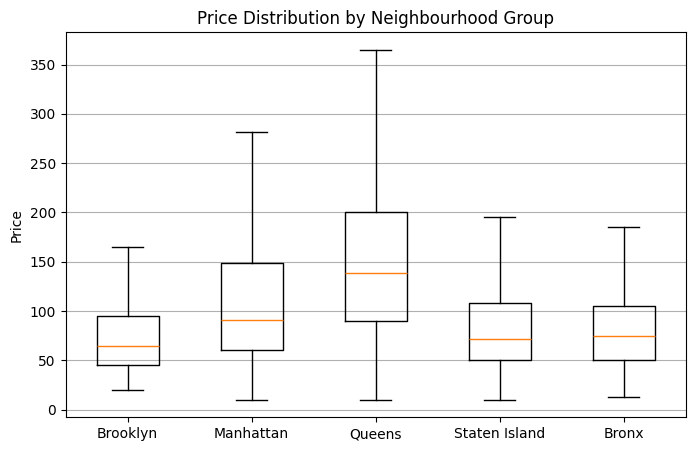 Price Distribution by Neighbourhood Group
350
300
250
200
150
100
50
0
Price
Brooklyn Manhattan Queens Staten Island Bronx